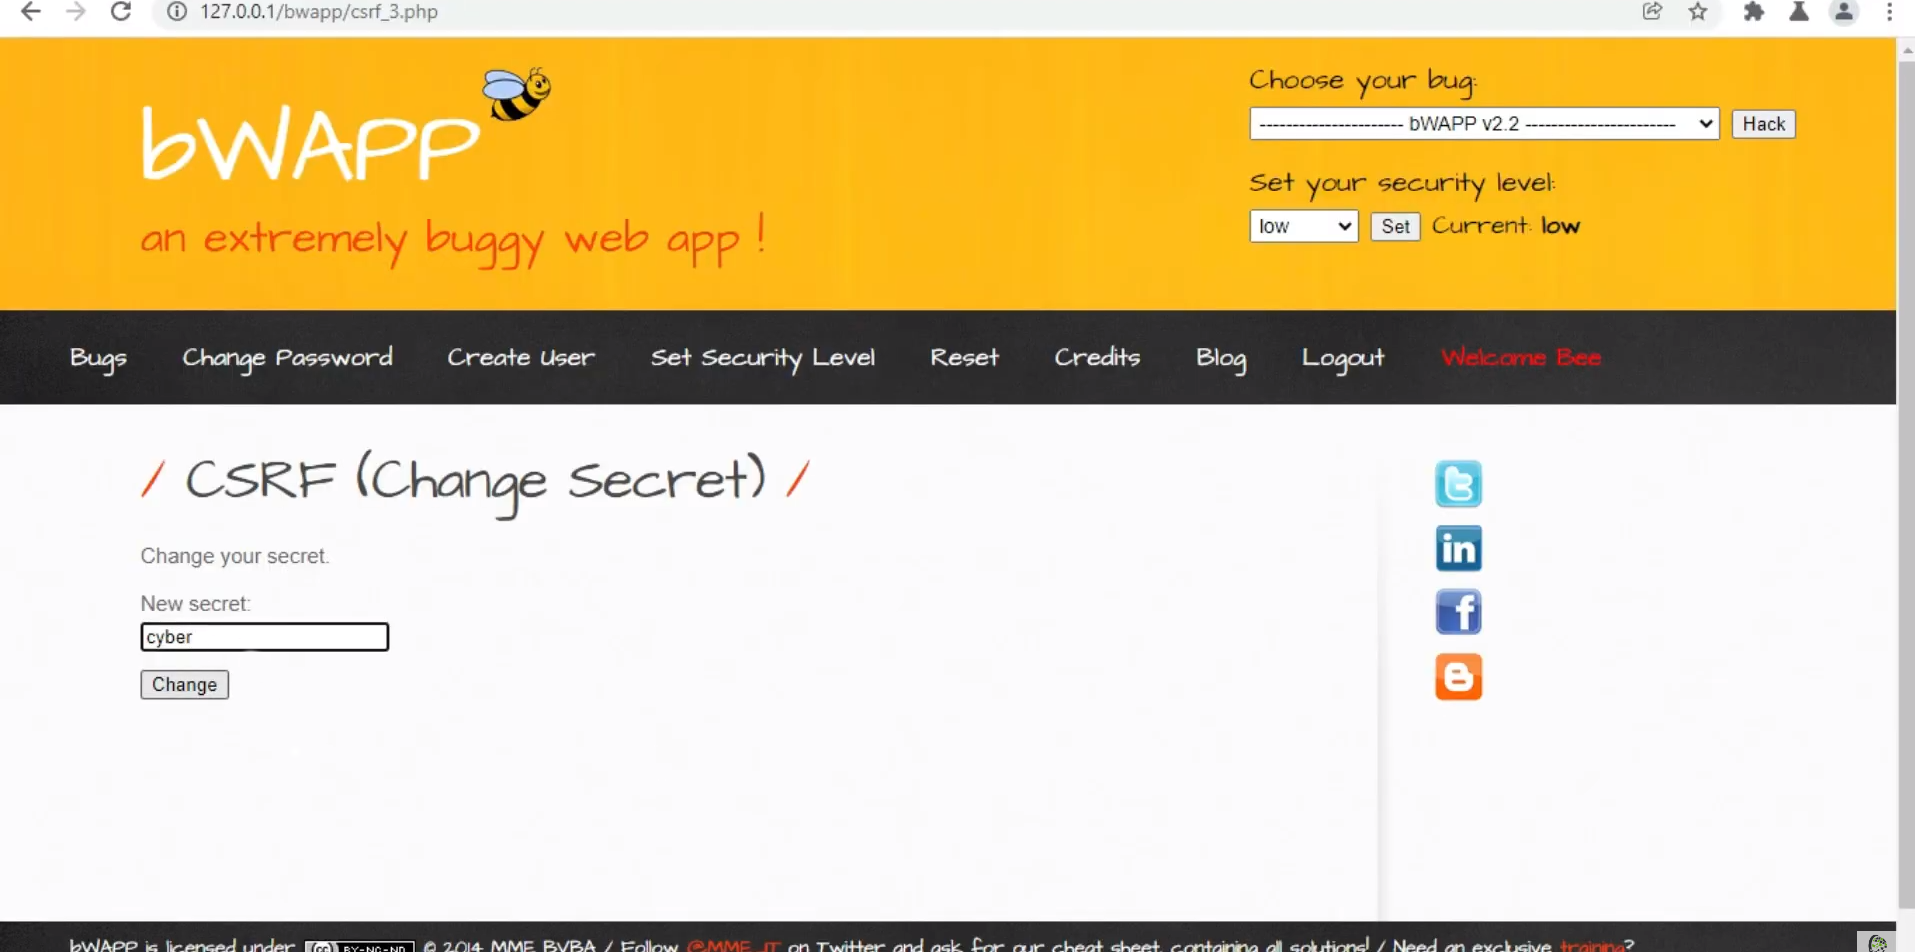 127.0.0.1/bwapp/csrf_3.php
bWAPP
an extremely buggy web app !
Choose your bug:
---------------------- bWAPP v2.2 -----------------------
Hack
Set your security level:
low
Set
Current: low
Bugs
Change Password
Create User
Set Security Level
Reset
Credits
Blog
Logout
Welcome Bee
/ CSRF (Change Secret) /
Change your secret.
New secret:
cyber
Change
bWAPP is licensed under (cc) BY-NC-ND © 2014 MME BVBA / Follow @MME_IT on Twitter and ask for our cheat sheet, containing all solutions! / Need an exclusive training?